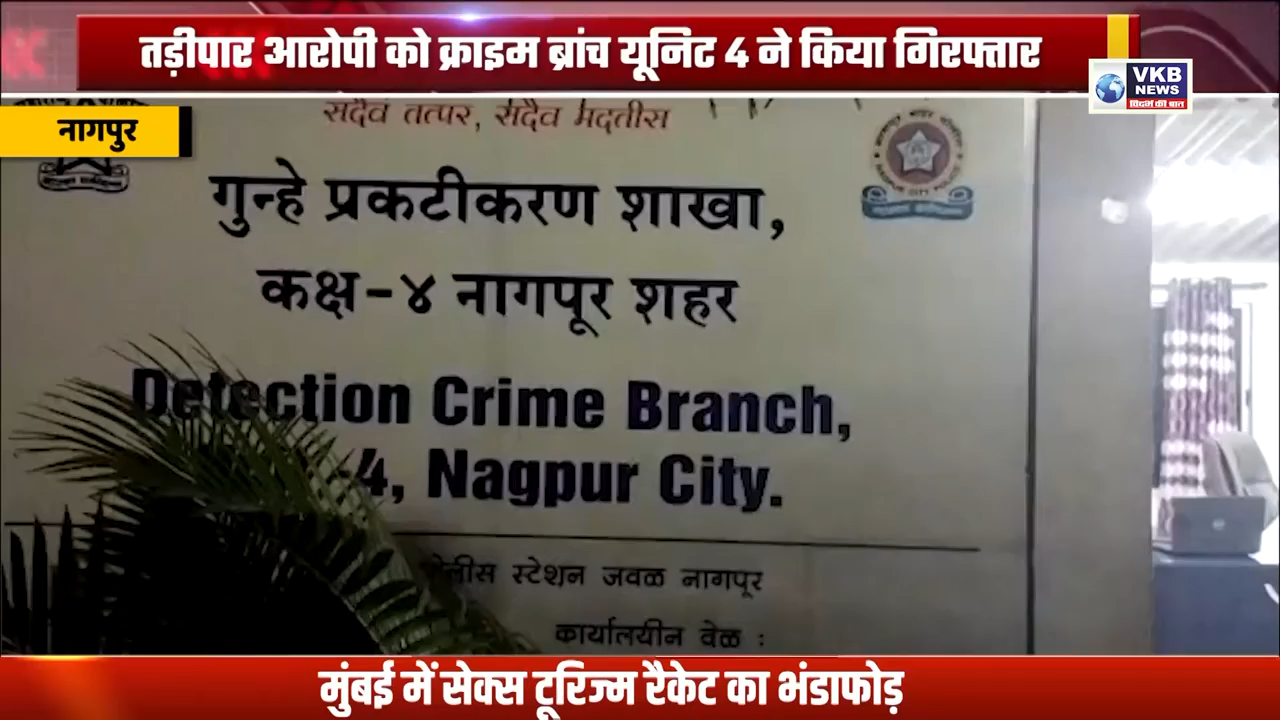 तड़ीपार आरोपी को क्राइम ब्रांच यूनिट 4 ने किया गिरफ्तार
VKB
NEWS
विदर्भ की बात
नागपुर
सदैव तत्पर, सदैव मदतीस
गुन्हे प्रकटीकरण शाखा,
कक्ष-४ नागपूर शहर
Detection Crime Branch,
4, Nagpur City.
स्टेशन जवळ नागपूर
कार्यालयीन वेळ :
मुंबई में सेक्स टूरिज्म रैकेट का भंडाफोड़